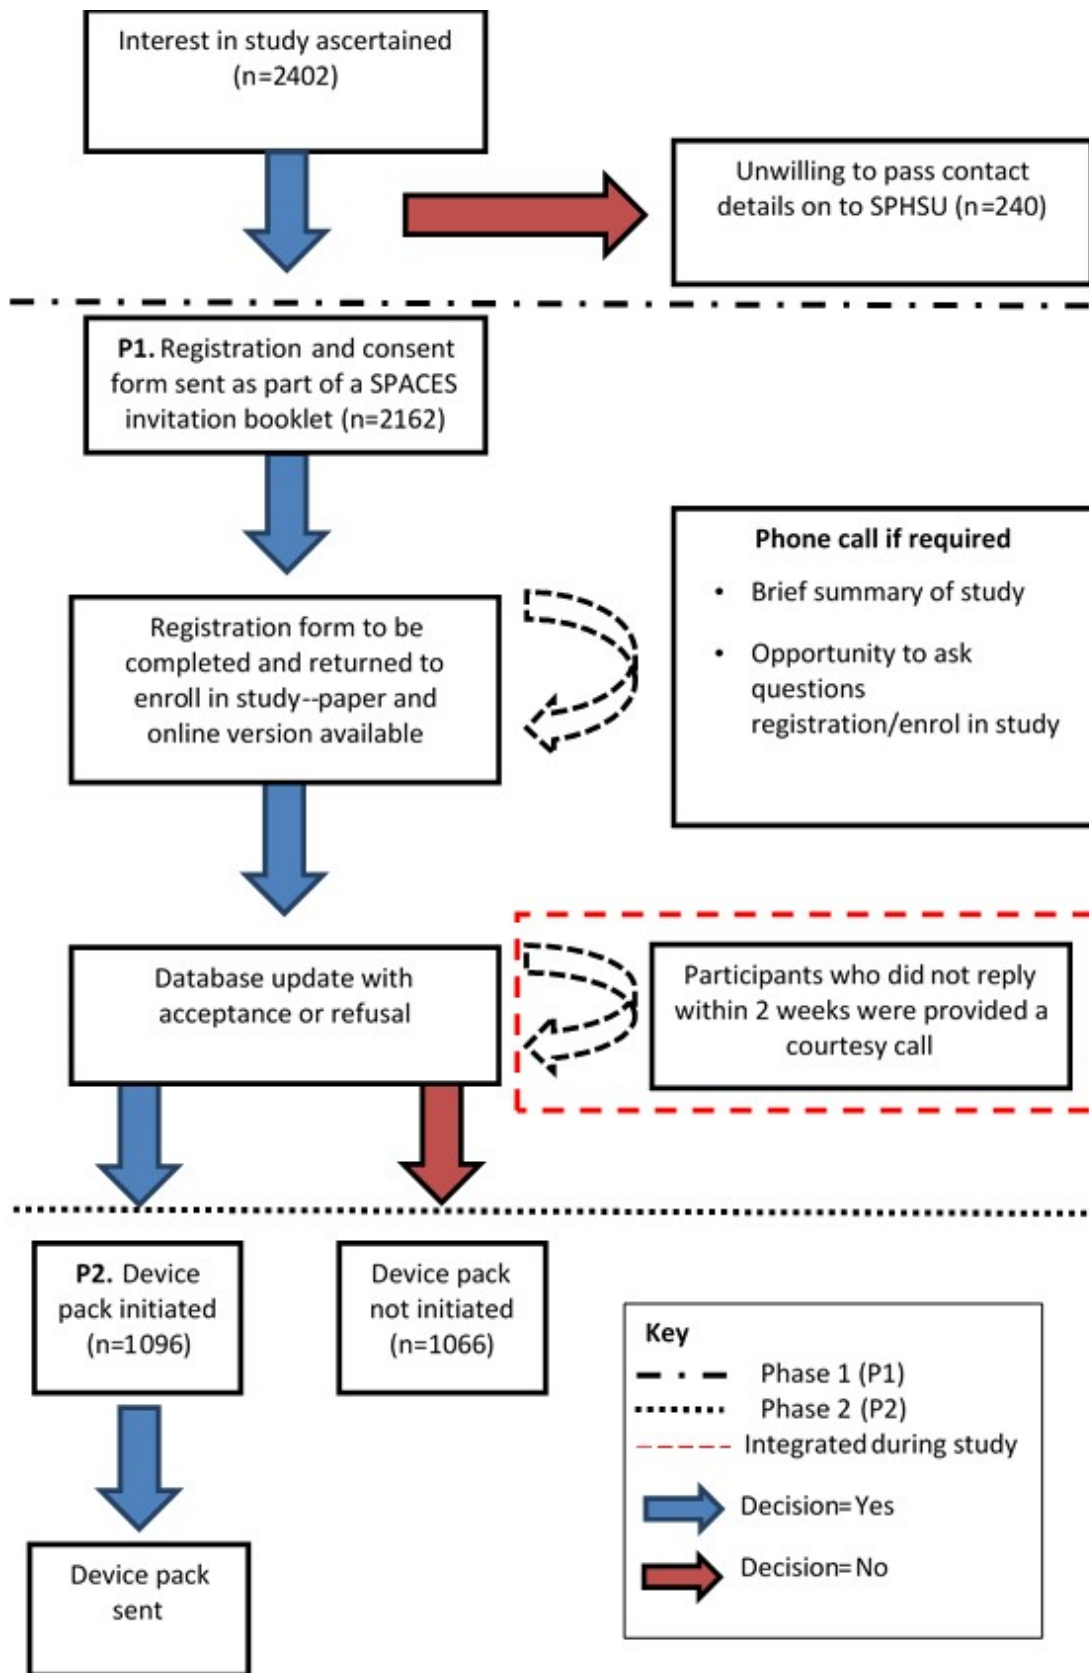 Interest in study ascertained
(n=2402)
Unwilling to pass contact
details on to SPHSU (n=240)
P1. Registration and consent
form sent as part of a SPACES
invitation booklet (n=2162)
Phone call if required
• Brief summary of study
• Opportunity to ask
questions
registration/enrol in study
Registration form to be
completed and returned to
enroll in study--paper and
online version available
Database update with
acceptance or refusal
Participants who did not reply
within 2 weeks were provided a
courtesy call
P2. Device
pack initiated
(n=1096)
Device pack
not initiated
(n=1066)
Device pack
sent
Key
Phase 1 (P1)
Phase 2 (P2)
Integrated during study
Decision=Yes
Decision=No